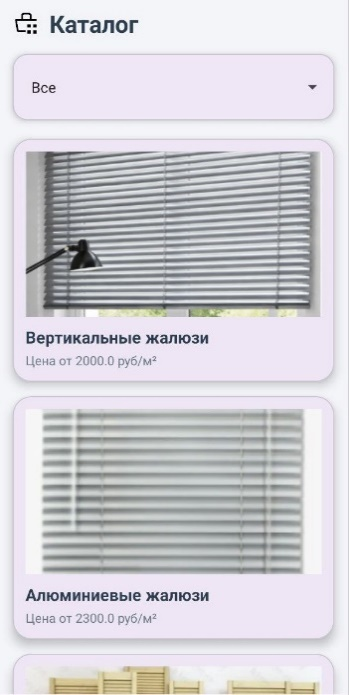 Каталог
Все
Вертикальные жалюзи
Цена от 2000.0 руб/м²
Алюминиевые жалюзи
Цена от 2300.0 руб/м²